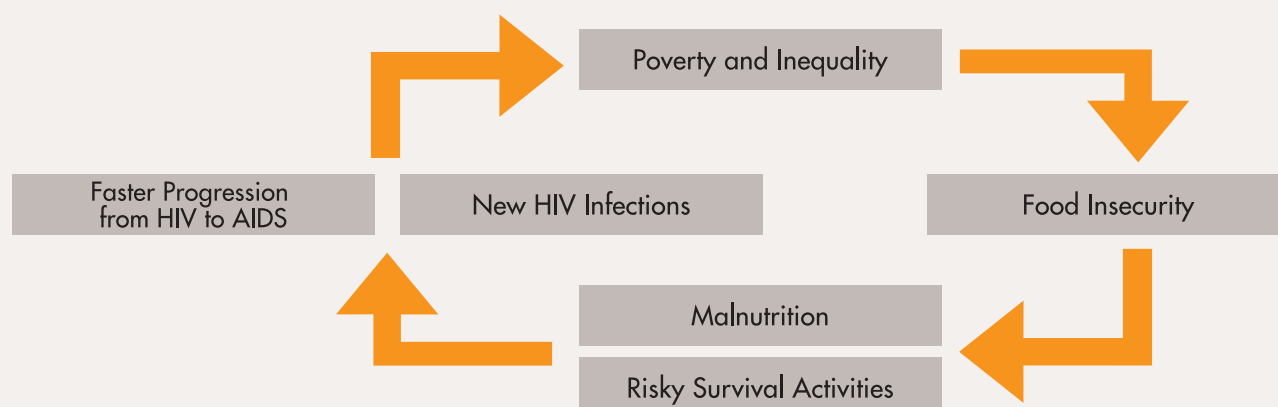 Poverty and Inequality
Faster Progression
from HIV to AIDS
New HIV Infections
Food Insecurity
Malnutrition
Risky Survival Activities